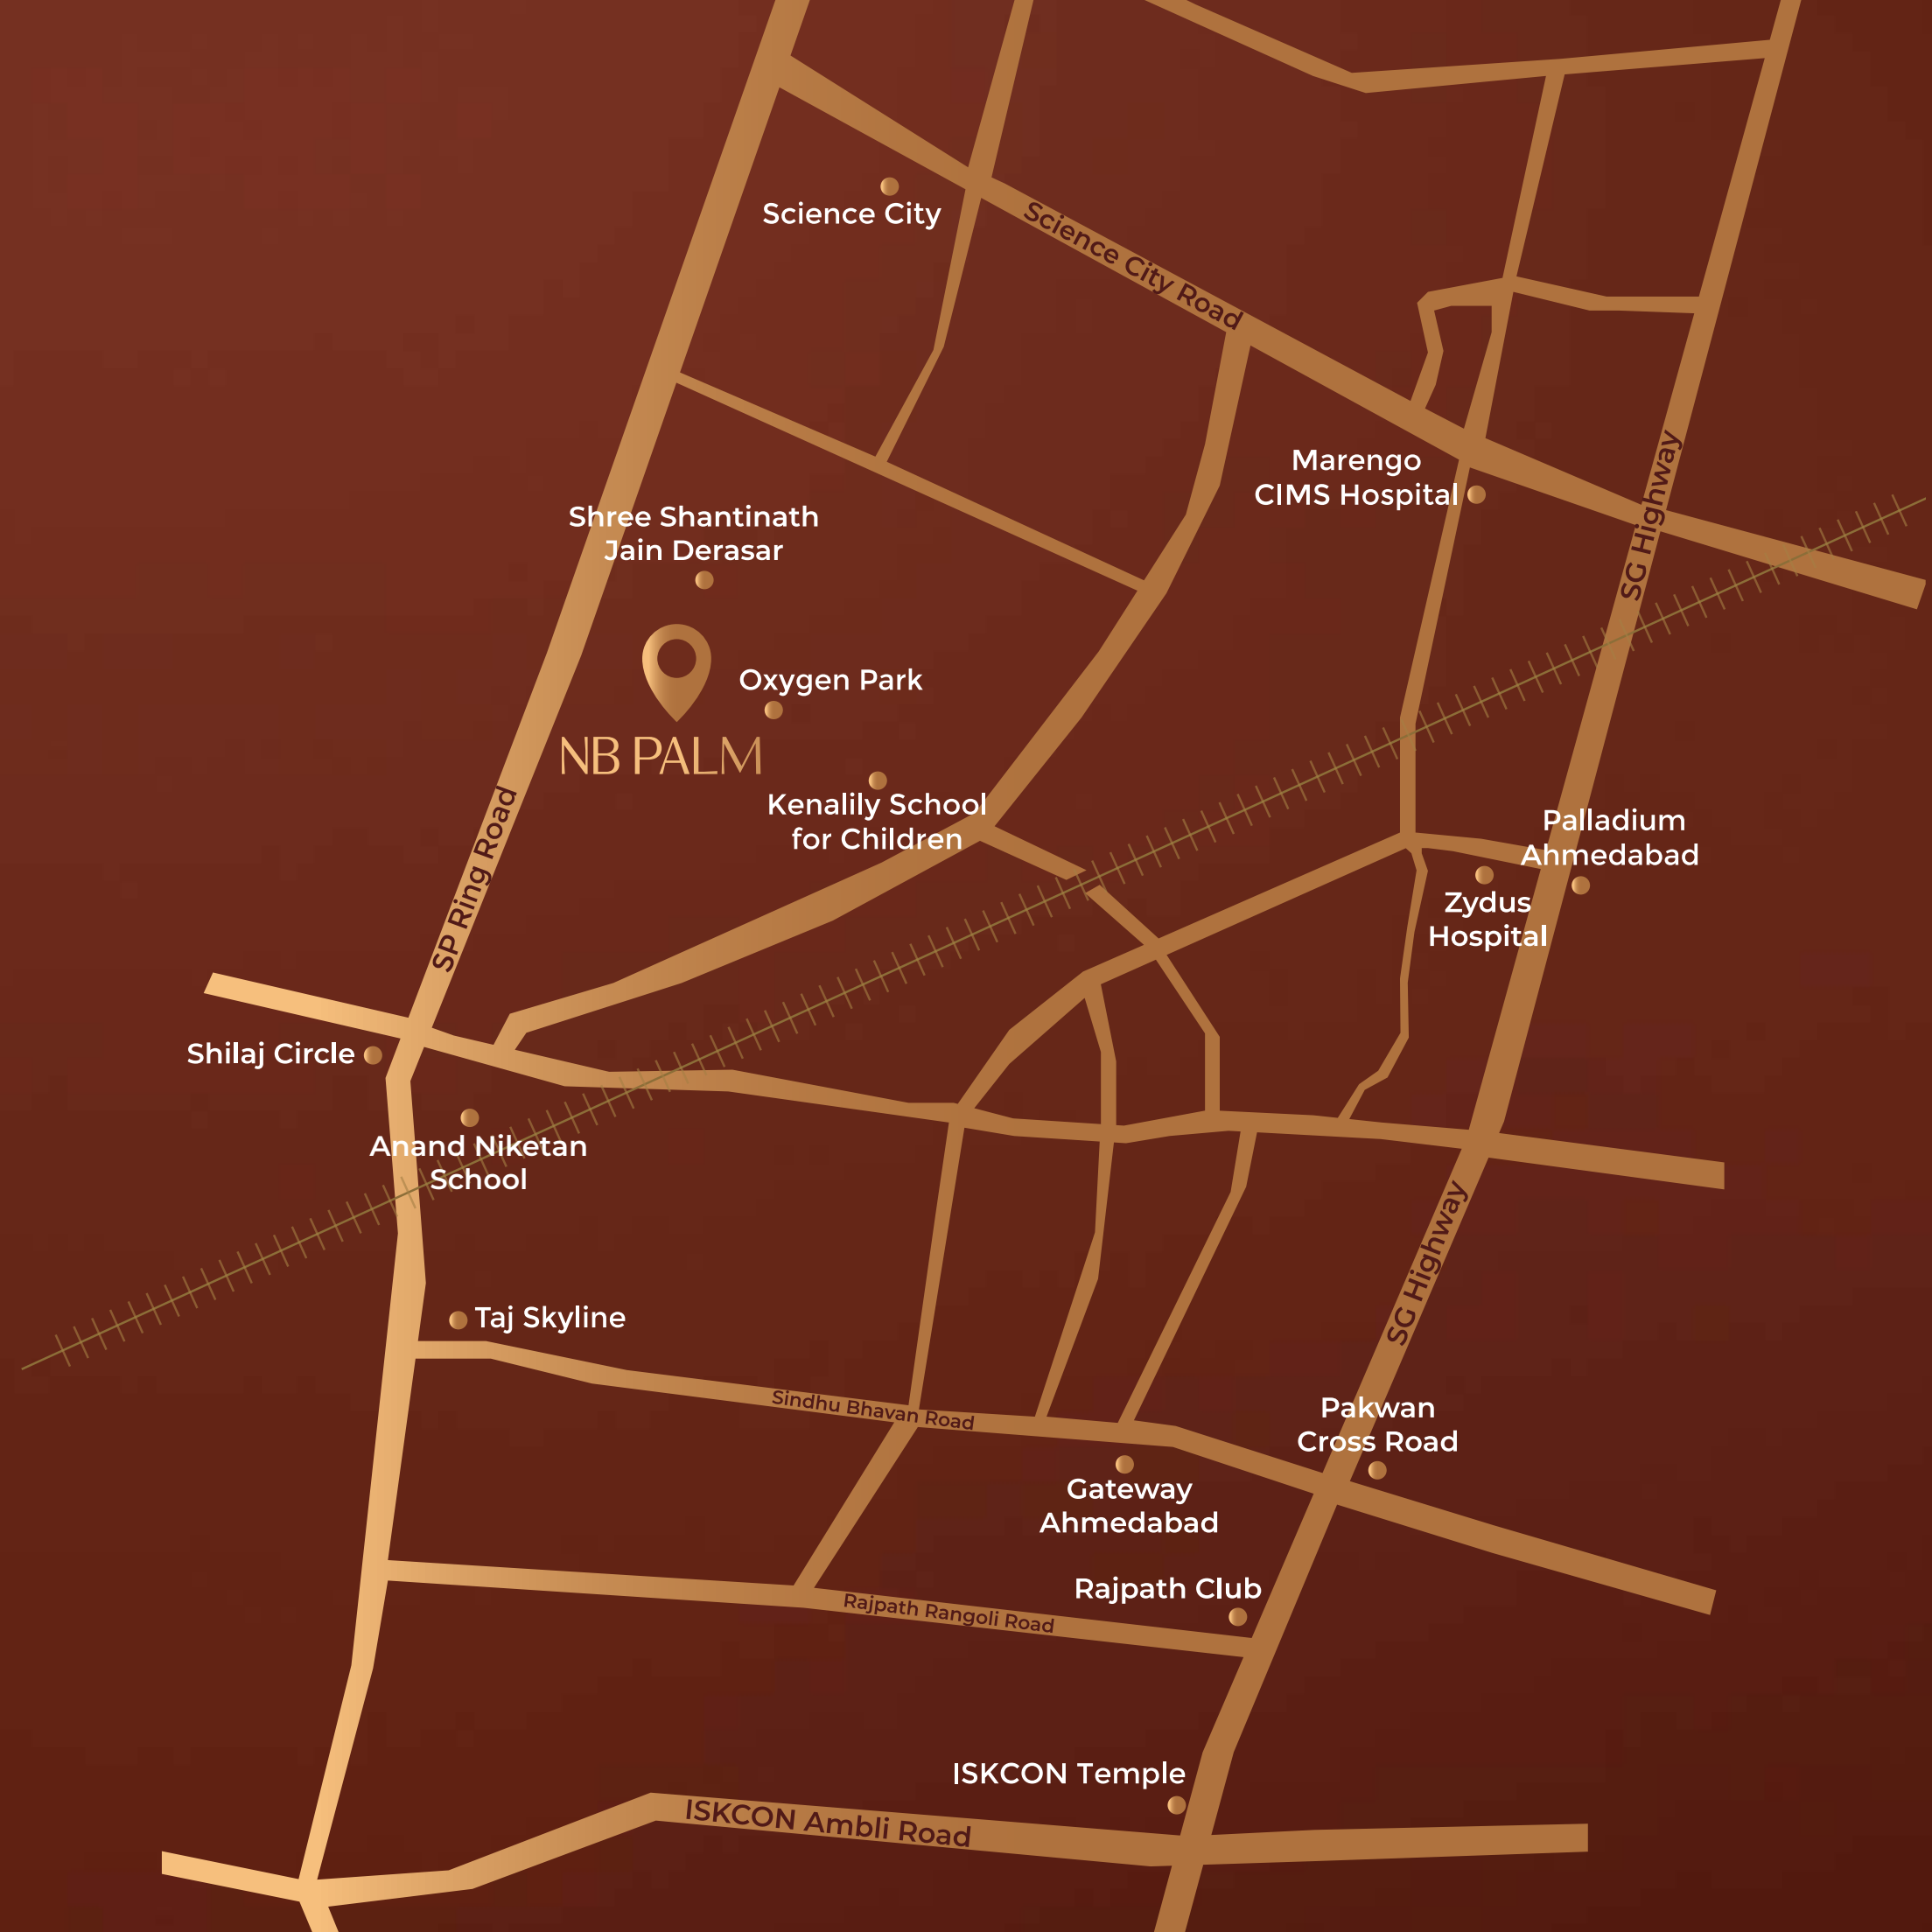 Science City
Science City Road
Marengo
CIMS Hospital
SG Highway
Shree Shantinath
Jain Derasar
Oxygen Park
NB PALM
Kenalily School
for Children
SP Ring Road
Palladium
Ahmedabad
Zydus
Hospital
Shilaj Circle
Anand Niketan
School
SG Highway
Taj Skyline
Sindhu Bhavan Road
Pakwan
Cross Road
Gateway
Ahmedabad
Rajpath Club
Rajpath Rangoli Road
ISKCON Temple
ISKCON Ambli Road